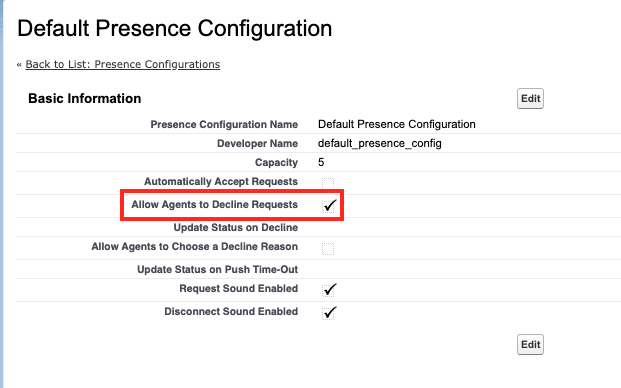 Default Presence Configuration
« Back to List: Presence Configurations
Basic Information
Edit
Presence Configuration Name Default Presence Configuration
Developer Name default_presence_config
Capacity 5
Automatically Accept Requests
Allow Agents to Decline Requests ✓
Update Status on Decline
Allow Agents to Choose a Decline Reason
Update Status on Push Time-Out
Request Sound Enabled ✓
Disconnect Sound Enabled ✓
Edit